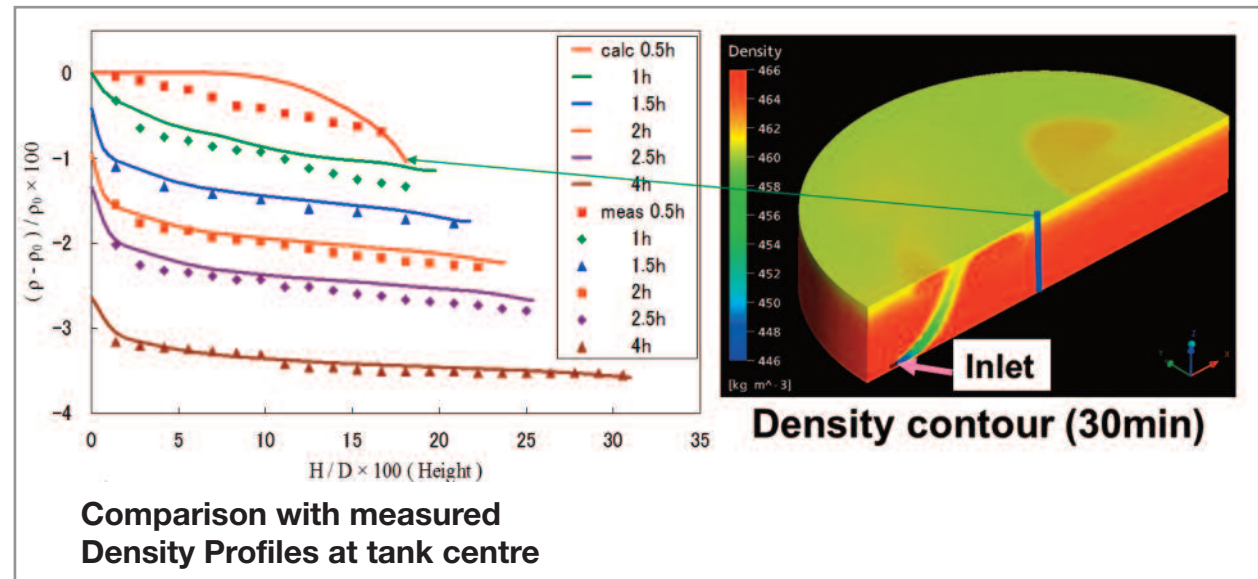 0
-1
-2
-3
-4
( ρ - ρ₀ ) / ρ₀ × 100
0
5
10
15
20
25
30
35
H / D × 100 ( Height )
calc 0.5h
1h
1.5h
2h
2.5h
4h
meas 0.5h
1h
1.5h
2h
2.5h
4h
Density
466
464
462
460
458
456
454
452
450
448
446
[kg m^-3]
Inlet
Y
Z
X
Density contour (30min)
Comparison with measured
Density Profiles at tank centre